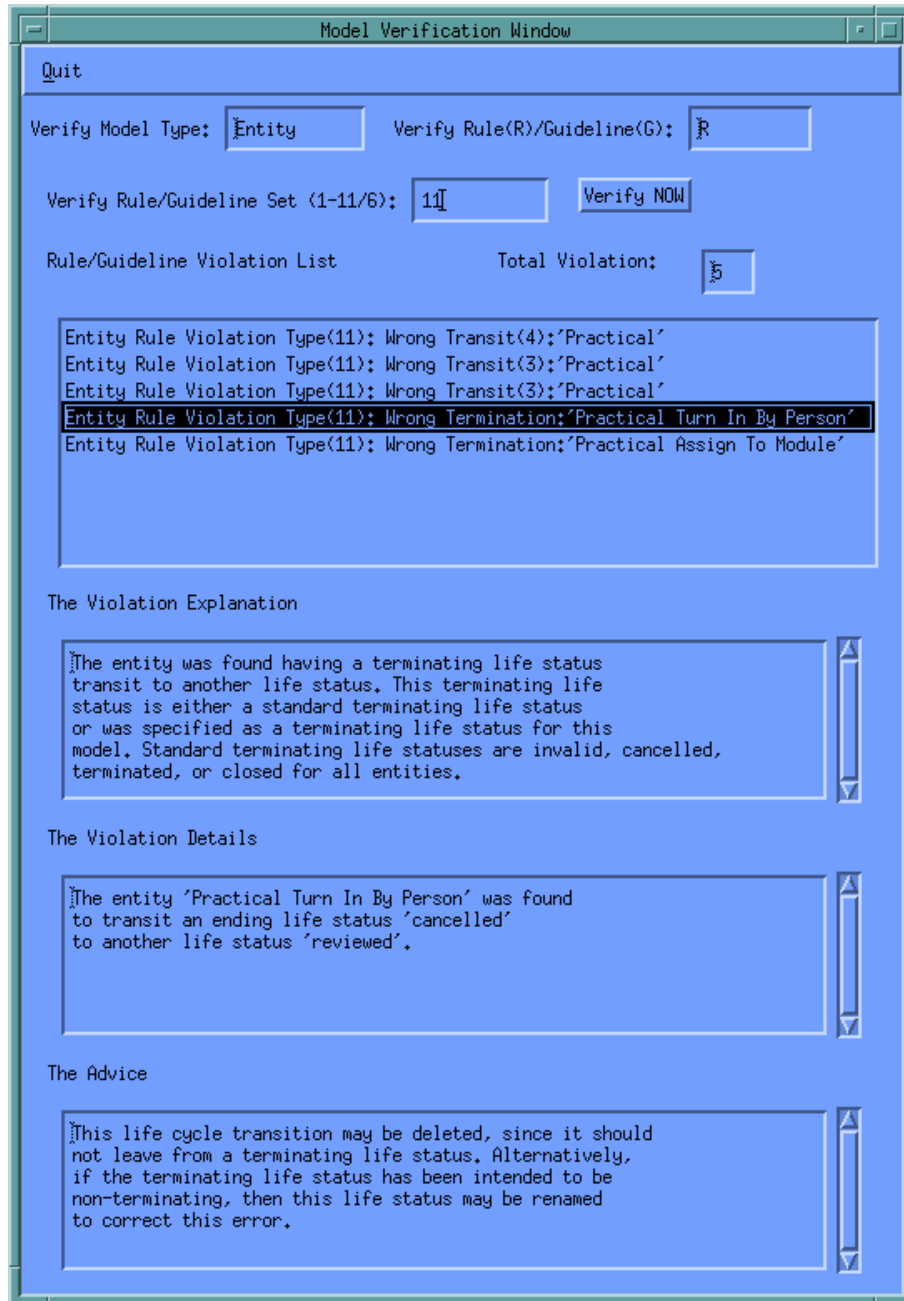 Model Verification Window
Quit
Verify Model Type: Entity Verify Rule(R)/Guideline(G): R
Verify Rule/Guideline Set (1-11/6): 11 Verify NOW
Rule/Guideline Violation List Total Violation: 5
Entity Rule Violation Type(11): Wrong Transit(4):'Practical'
Entity Rule Violation Type(11): Wrong Transit(3):'Practical'
Entity Rule Violation Type(11): Wrong Transit(3):'Practical'
Entity Rule Violation Type(11): Wrong Termination:'Practical Turn In By Person'
Entity Rule Violation Type(11): Wrong Termination:'Practical Assign To Module'
The Violation Explanation
The entity was found having a terminating life status
transit to another life status. This terminating life
status is either a standard terminating life status
or was specified as a terminating life status for this
model. Standard terminating life statuses are invalid, cancelled,
terminated, or closed for all entities.
The Violation Details
The entity 'Practical Turn In By Person' was found
to transit an ending life status 'cancelled'
to another life status 'reviewed'.
The Advice
This life cycle transition may be deleted, since it should
not leave from a terminating life status. Alternatively,
if the terminating life status has been intended to be
non-terminating, then this life status may be renamed
to correct this error.